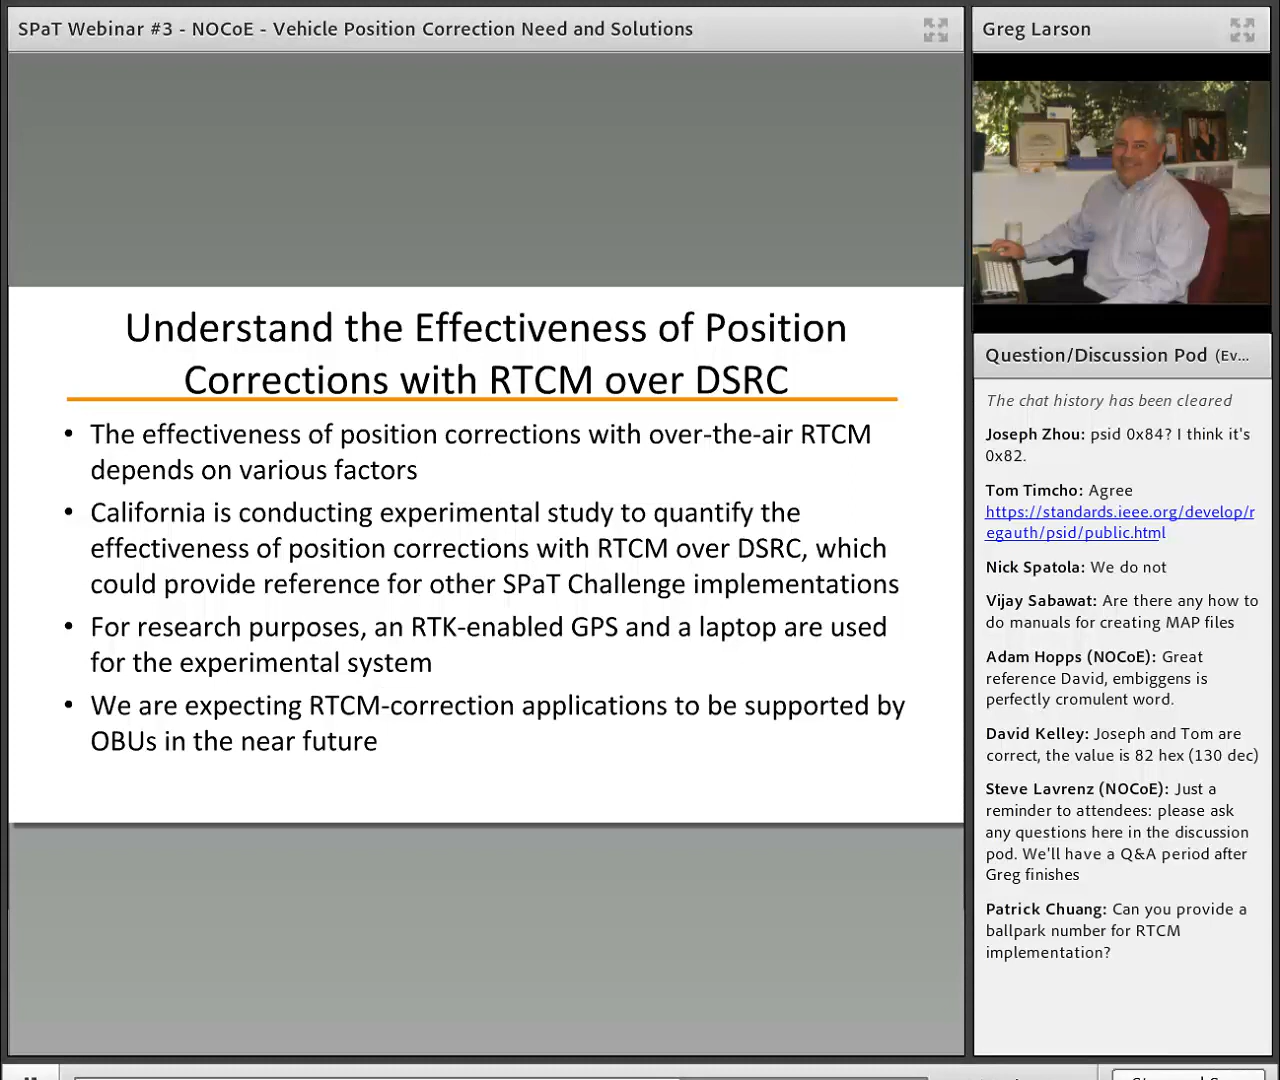 SPaT Webinar #3 - NOCoE - Vehicle Position Correction Need and Solutions
Understand the Effectiveness of Position
Corrections with RTCM over DSRC
• The effectiveness of position corrections with over-the-air RTCM
depends on various factors
• California is conducting experimental study to quantify the
effectiveness of position corrections with RTCM over DSRC, which
could provide reference for other SPaT Challenge implementations
• For research purposes, an RTK-enabled GPS and a laptop are used
for the experimental system
• We are expecting RTCM-correction applications to be supported by
OBUs in the near future
Greg Larson
Question/Discussion Pod (Ev...
The chat history has been cleared
Joseph Zhou: psid 0x84? I think it's
0x82.
Tom Timcho: Agree
https://standards.ieee.org/develop/r
egauth/psid/public.html
Nick Spatola: We do not
Vijay Sabawat: Are there any how to
do manuals for creating MAP files
Adam Hopps (NOCoE): Great
reference David, embiggens is
perfectly cromulent word.
David Kelley: Joseph and Tom are
correct, the value is 82 hex (130 dec)
Steve Lavrenz (NOCoE): Just a
reminder to attendees: please ask
any questions here in the discussion
pod. We'll have a Q&A period after
Greg finishes
Patrick Chuang: Can you provide a
ballpark number for RTCM
implementation?